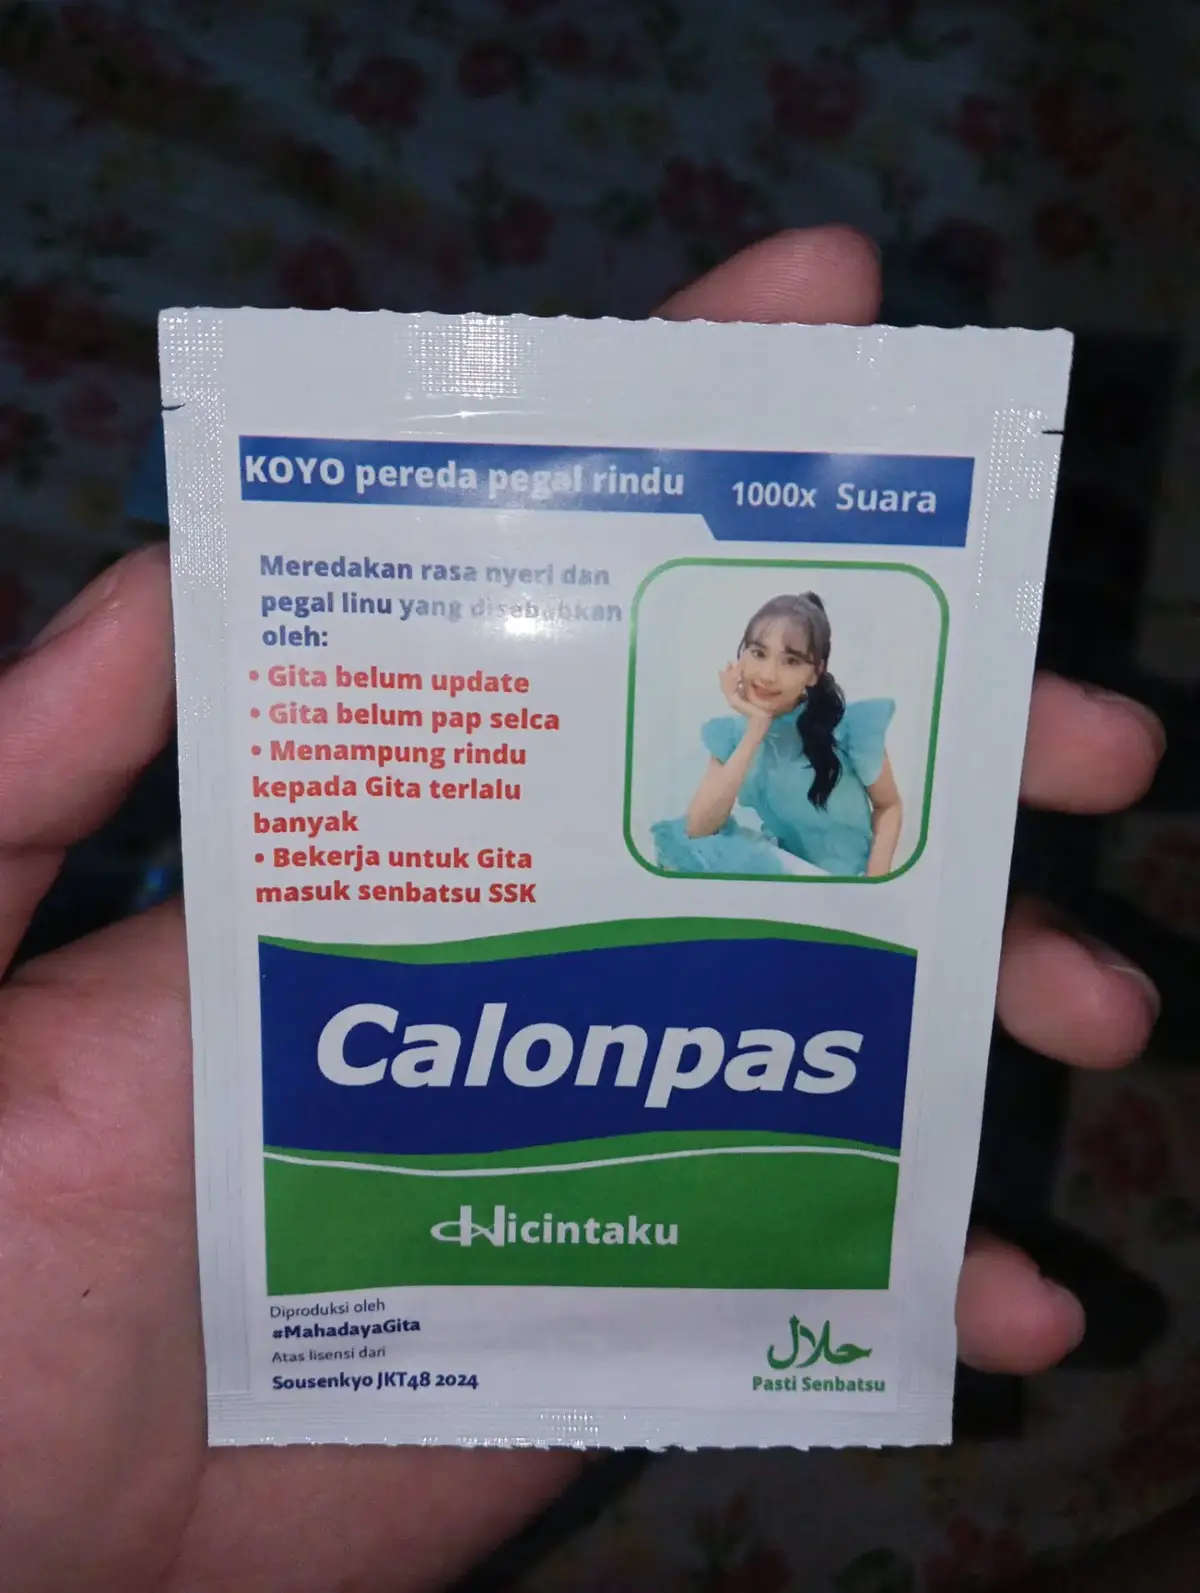 KOYO pereda pegal rindu 1000x Suara
Meredakan rasa nyeri dan
pegal linu yang disebabkan
oleh:
• Gita belum update
• Gita belum pap selca
• Menampung rindu
kepada Gita terlalu
banyak
• Bekerja untuk Gita
masuk senbatsu SSK
Calonpas
Hicintaku
Diproduksi oleh
#MahadayaGita
Atas lisensi dari
Sousenkyo JKT48 2024
حلال
Pasti Senbatsu